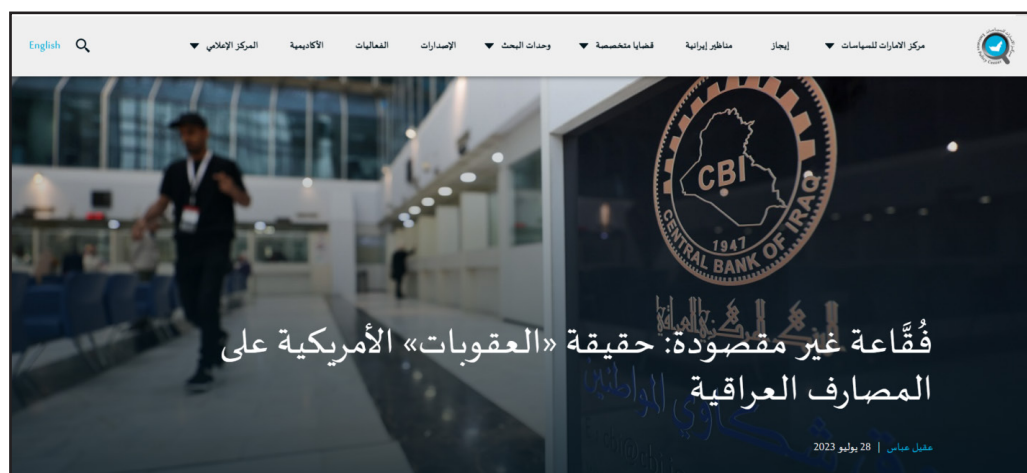 مركز الامارات للسياسات
إيجاز
مناظير إيرانية
قضايا متخصصة
وحدات البحث
الإصدارات
الفعاليات
الأكاديمية
المركز الإعلامي
English
CBI
1947
CENTRAL BANK OF IRAQ
فُقَّاعة غير مقصودة: حقيقة «العقوبات» الأمريكية على
المصارف العراقية
عقيل عباس | 28 يوليو 2023